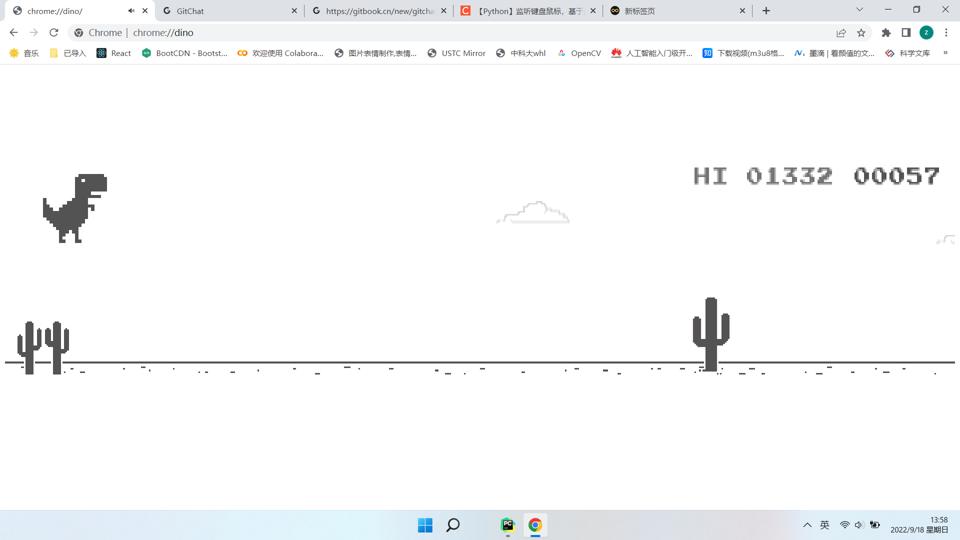 chrome://dino/
GitChat
https://gitbook.cn/new/gitcha
【Python】监听键盘鼠标，基于
新标签页
Chrome | chrome://dino
音乐
已导入
React
BootCDN - Bootst...
欢迎使用 Colabora...
图片表情制作,表情...
USTC Mirror
中科大whl
OpenCV
人工智能入门级开...
下载视频(m3u8格...
墨滴 | 看颜值的文...
科学文库
»
HI 01332 00057
英
13:58
2022/9/18 星期日